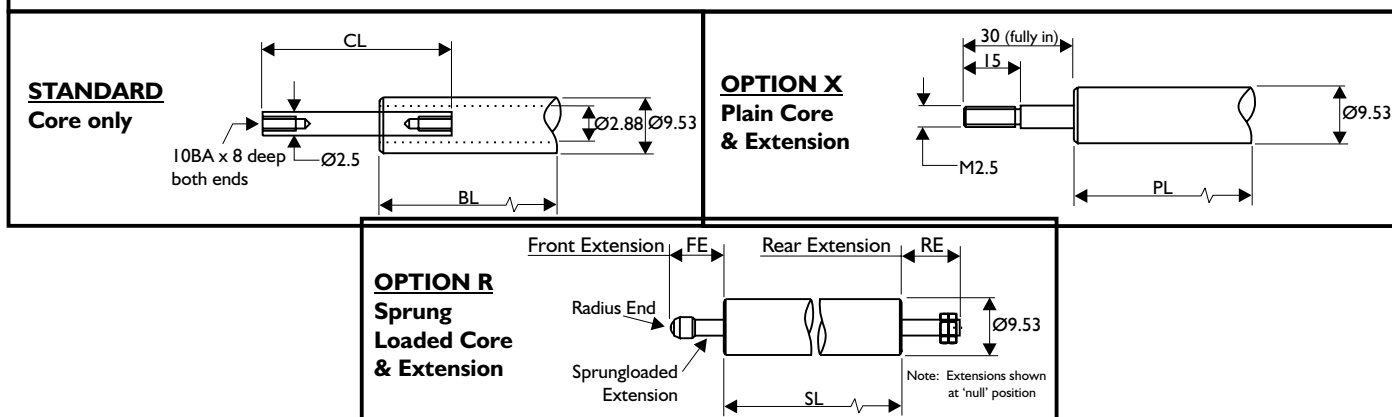 STANDARD
Core only
CL
10BA x 8 deep
both ends
Ø2.5
Ø2.88
Ø9.53
BL
OPTION X
Plain Core
& Extension
30 (fully in)
15
M2.5
Ø9.53
PL
OPTION R
Sprung
Loaded Core
& Extension
Front Extension
FE
Rear Extension
RE
Radius End
Sprungloaded
Extension
Ø9.53
Note: Extensions shown
at 'null' position
SL